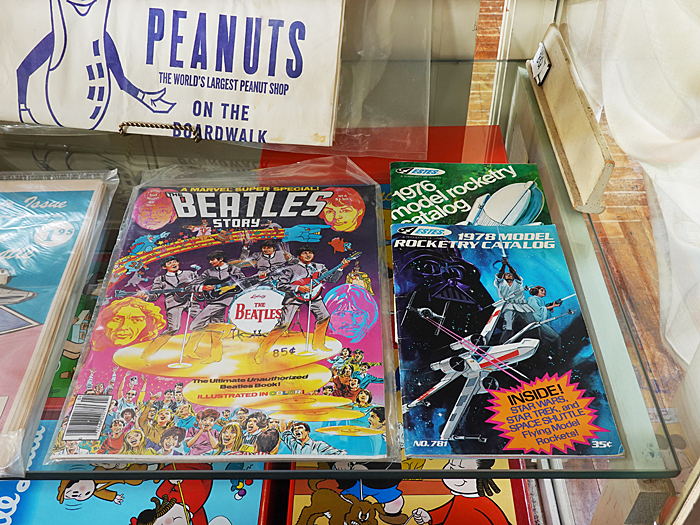 PEANUTS
THE WORLD'S LARGEST PEANUT SHOP
ON THE
BOARDWALK
Issue
1.95
A MARVEL SUPER SPECIAL!
THE
BEATLES
STORY
THE
BEATLES
85¢
The Ultimate Unauthorized
Beatles Book!
ILLUSTRATED IN COLOR!
ESTES
1976
model rocketry
catalog
ESTES
1978 MODEL
ROCKETRY CATALOG
INSIDE!
STAR WARS,
STAR TREK, and
SPACE SHUTTLE
Flying Model
Rockets!
NO. 781
35¢